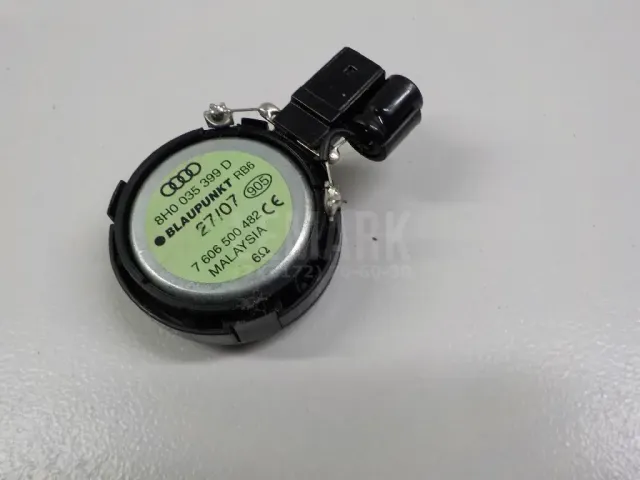 8H0 035 399 D
BLAUPUNKT RB6
27/07 905
7 606 500 482 CE
MALAYSIA
6Ω